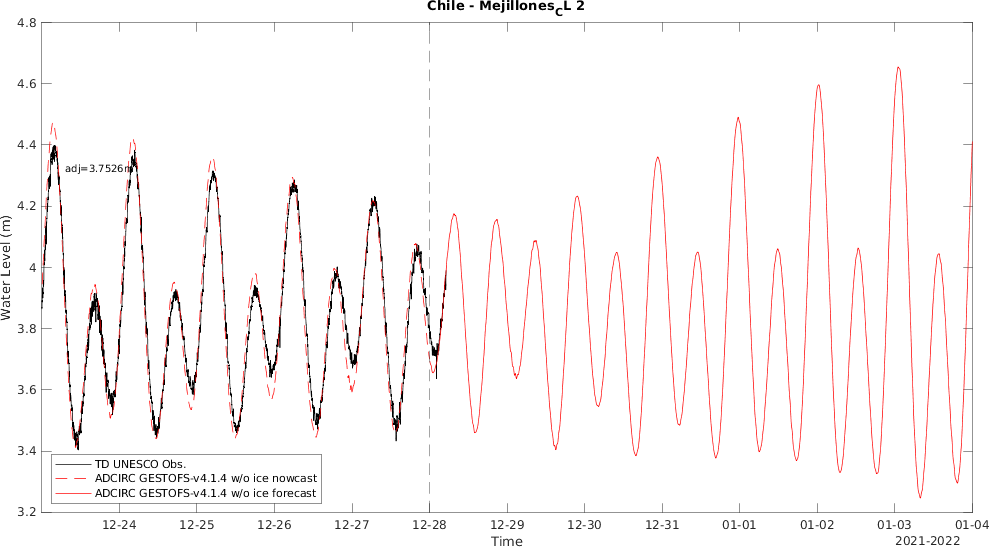 Chile - Mejillones_CL 2
Water Level (m)
4.8
4.6
4.4
4.2
4
3.8
3.6
3.4
3.2
adj=3.7526m
TD UNESCO Obs.
ADCIRC GESTOFS-v4.1.4 w/o ice nowcast
ADCIRC GESTOFS-v4.1.4 w/o ice forecast
12-24 12-25 12-26 12-27 12-28 12-29 12-30 12-31 01-01 01-02 01-03 01-04
Time
2021-2022